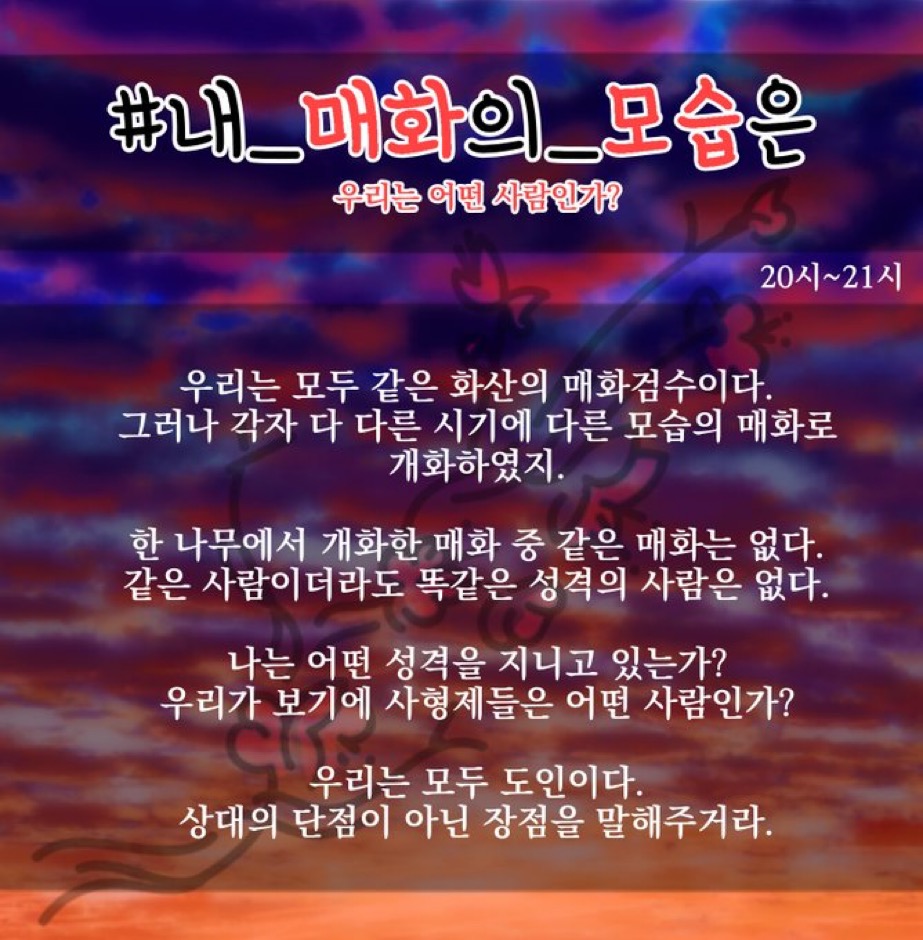 #내_매화의_모습은
우리는 어떤 사람인가?
20시~21시
우리는 모두 같은 화산의 매화검수이다.
그러나 각자 다 다른 시기에 다른 모습의 매화로
개화하였지.
한 나무에서 개화한 매화 중 같은 매화는 없다.
같은 사람이더라도 똑같은 성격의 사람은 없다.
나는 어떤 성격을 지니고 있는가?
우리가 보기에 사형제들은 어떤 사람인가?
우리는 모두 도인이다.
상대의 단점이 아닌 장점을 말해주거라.